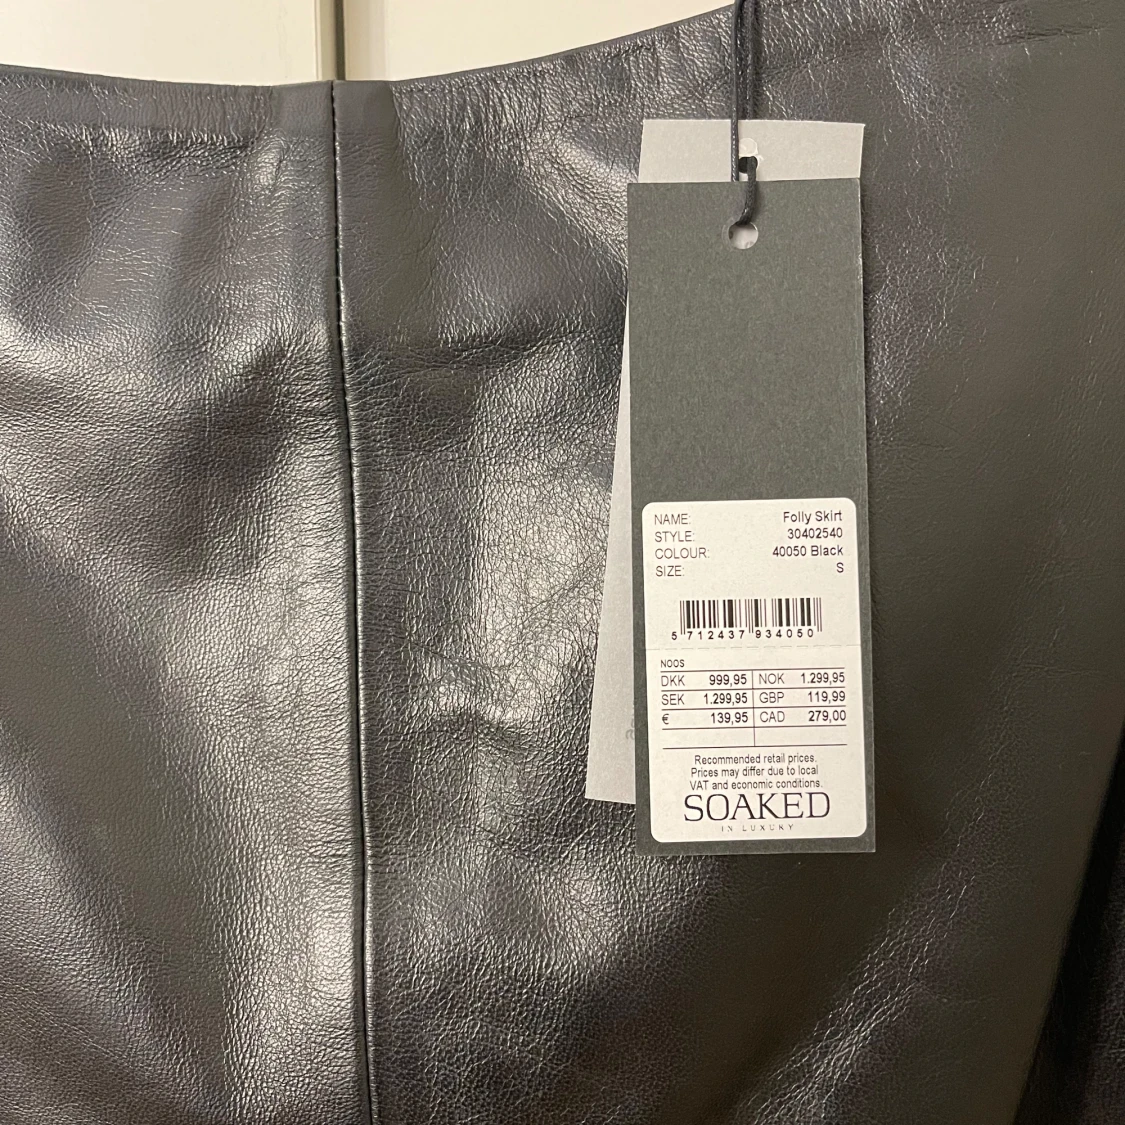 NAME: Folly Skirt
STYLE: 30402540
COLOUR: 40050 Black
SIZE: S
5 712437 934050
NOOS
DKK 999,95 NOK 1.299,95
SEK 1.299,95 GBP 119,99
€ 139,95 CAD 279,00
Recommended retail prices.
Prices may differ due to local
VAT and economic conditions.
SOAKED
IN LUXURY